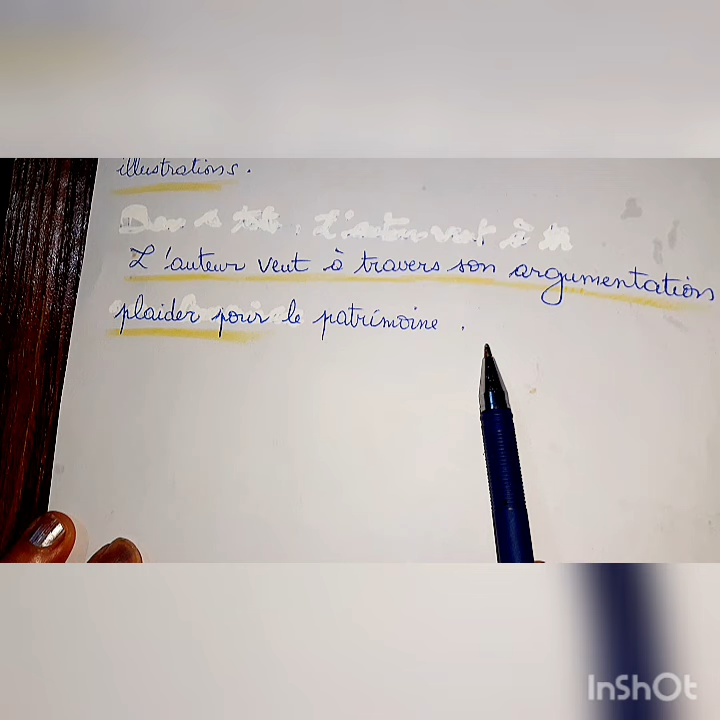 illustrations.
L'auteur veut à travers son argumentation
plaider pour le patrimoine.
InShOt